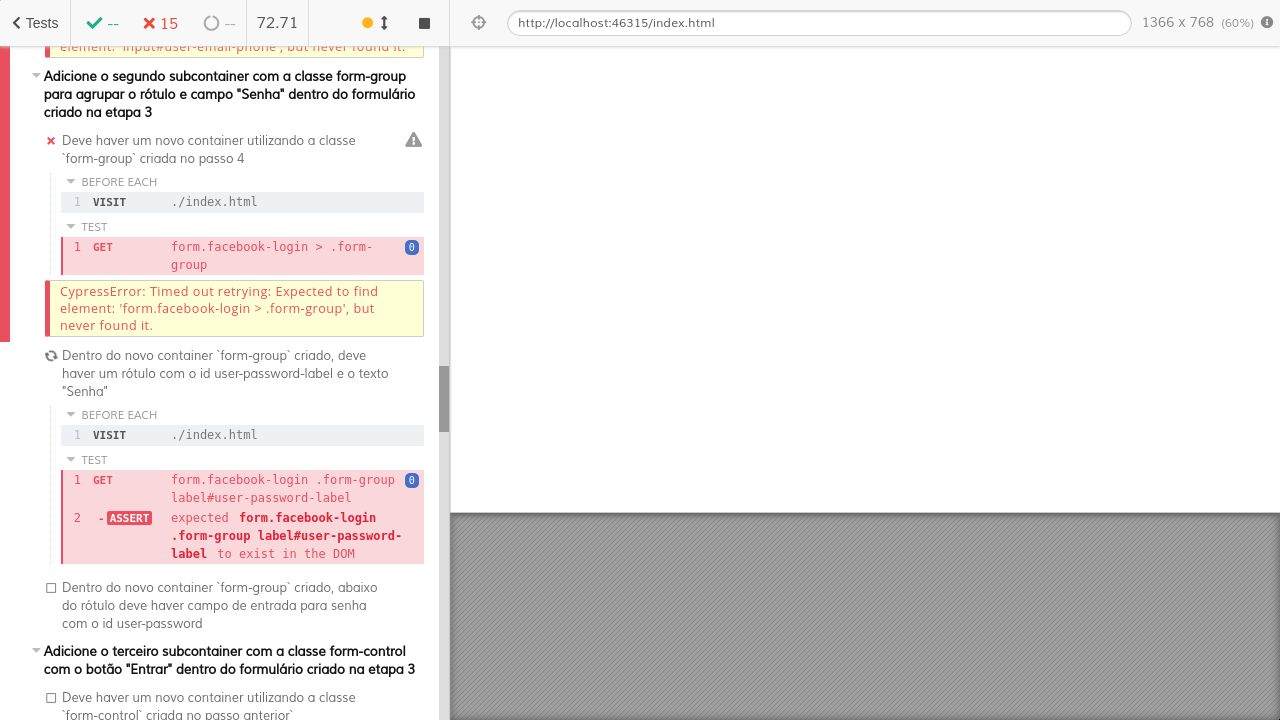 Tests
--
15
--
72.71
http://localhost:46315/index.html
1366 x 768 (60%)
element: 'input#user-email-phone', but never found it.
Adicione o segundo subcontainer com a classe form-group
para agrupar o rótulo e campo "Senha" dentro do formulário
criado na etapa 3
Deve haver um novo container utilizando a classe
`form-group` criada no passo 4
BEFORE EACH
1 VISIT ./index.html
TEST
1 GET form.facebook-login > .form- 0
group
CypressError: Timed out retrying: Expected to find
element: 'form.facebook-login > .form-group', but
never found it.
Dentro do novo container `form-group` criado, deve
haver um rótulo com o id user-password-label e o texto
"Senha"
BEFORE EACH
1 VISIT ./index.html
TEST
1 GET form.facebook-login .form-group 0
label#user-password-label
2 - ASSERT expected form.facebook-login
.form-group label#user-password-
label to exist in the DOM
Dentro do novo container `form-group` criado, abaixo
do rótulo deve haver campo de entrada para senha
com o id user-password
Adicione o terceiro subcontainer com a classe form-control
com o botão "Entrar" dentro do formulário criado na etapa 3
Deve haver um novo container utilizando a classe
`form-control` criada no passo anterior`